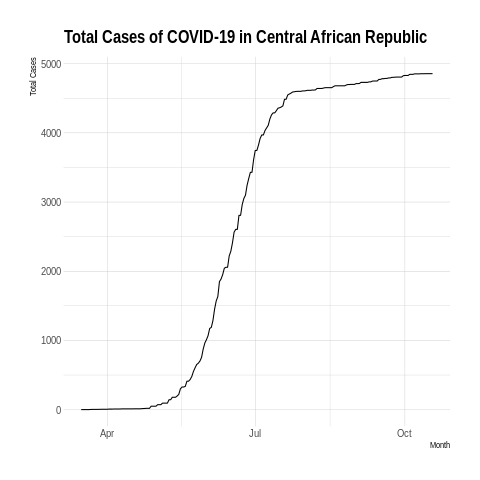 Total Cases of COVID-19 in Central African Republic
Total Cases
5000
4000
3000
2000
1000
0
Apr
Jul
Oct
Month